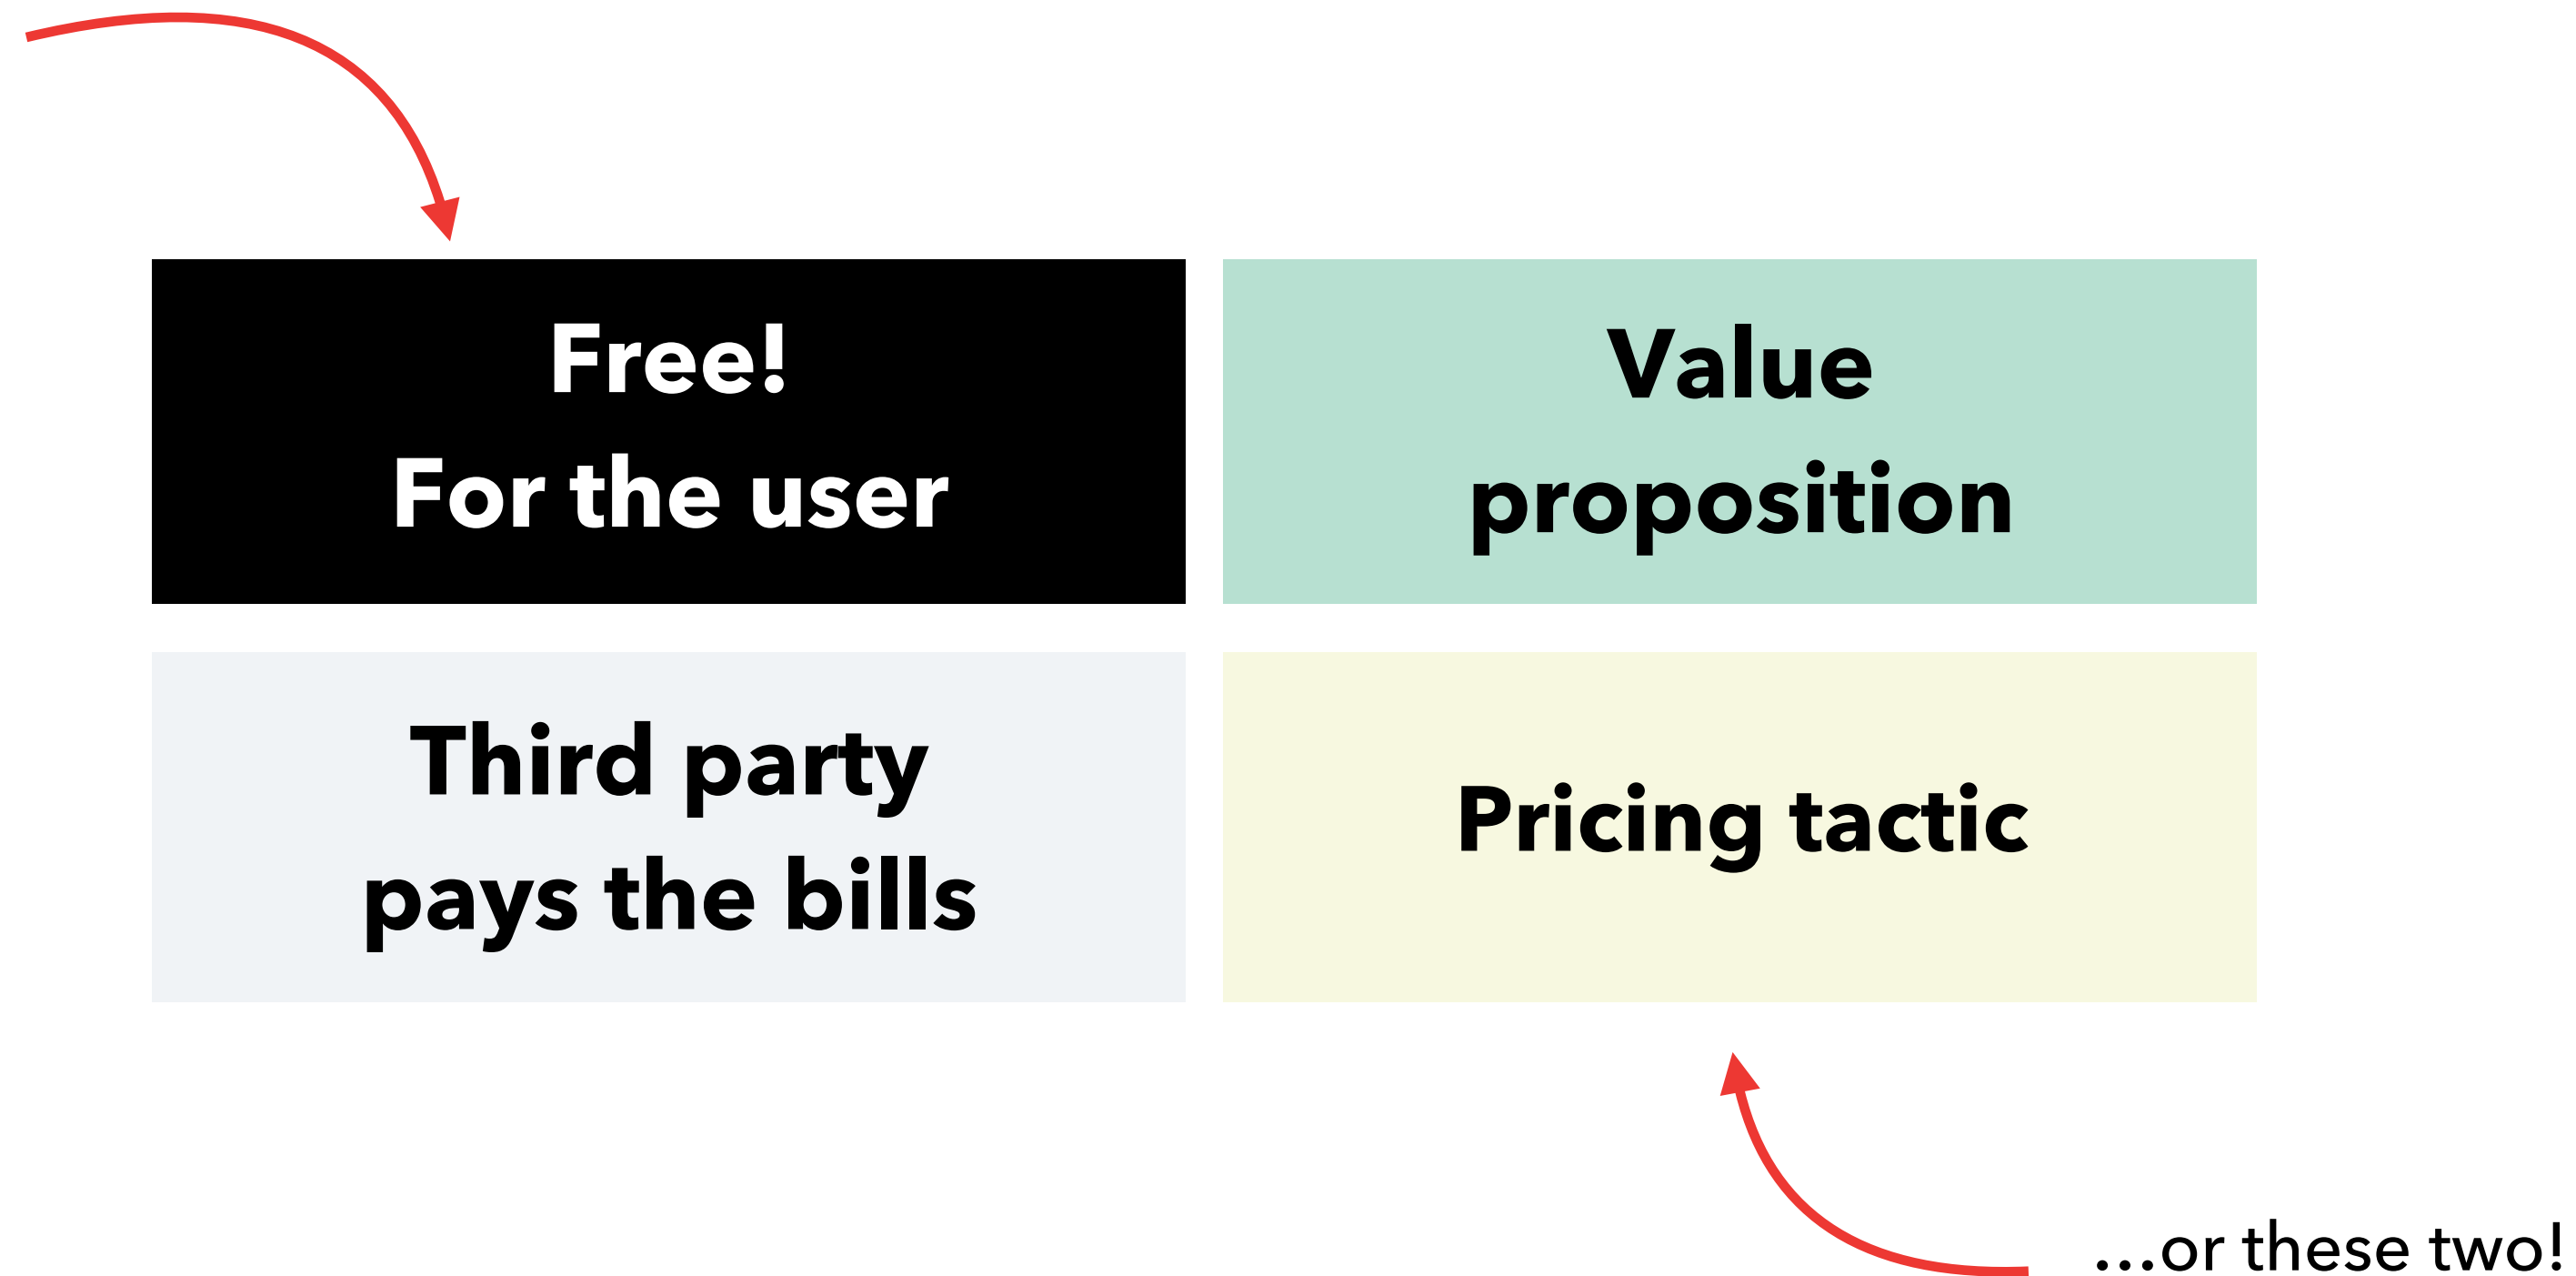 Free!
For the user
Value
proposition
Third party
pays the bills
Pricing tactic
...or these two!